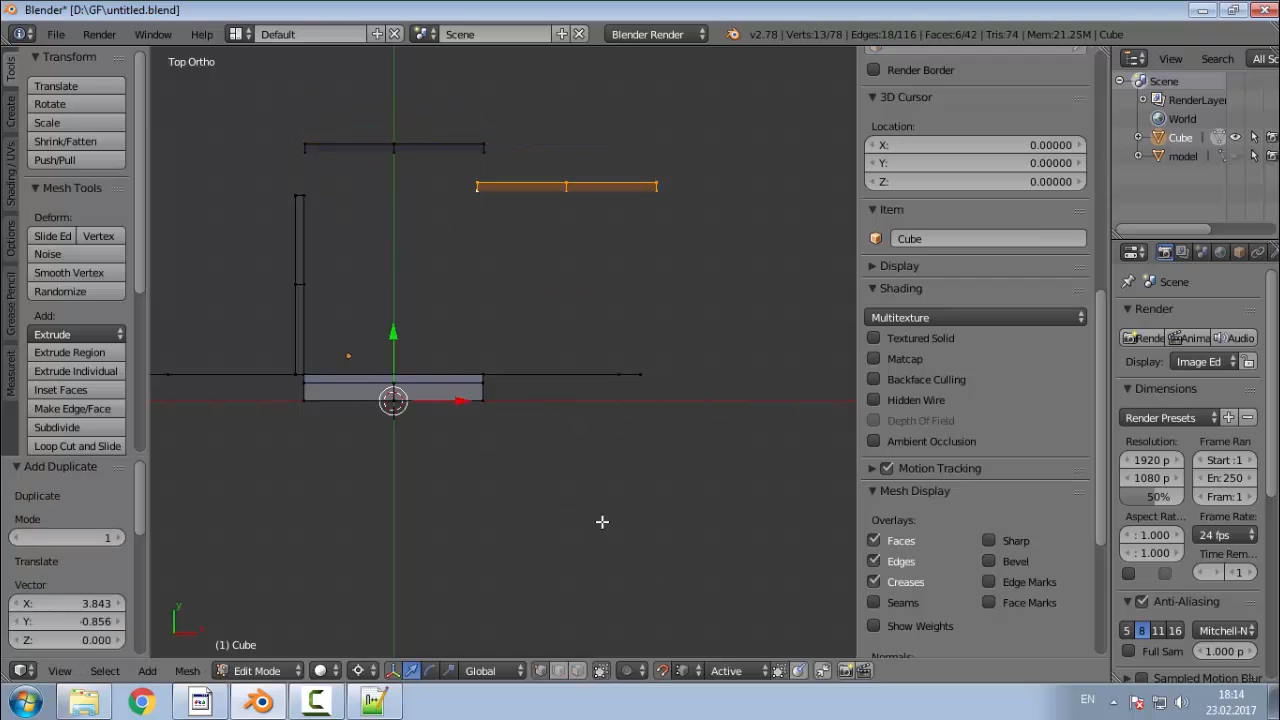 Blender* [D:\GF\untitled.blend]
File Render Window Help Default Scene Blender Render v2.78 | Verts:13/78 | Edges:18/116 | Faces:6/42 | Tris:74 | Mem:21.25M | Cube
Tools
Create
Shading / UVs
Options
Grease Pencil
Measureit
Transform
Translate
Rotate
Scale
Shrink/Fatten
Push/Pull
Mesh Tools
Deform:
Slide Ed Vertex
Noise
Smooth Vertex
Randomize
Add:
Extrude
Extrude Region
Extrude Individual
Inset Faces
Make Edge/Face
Subdivide
Loop Cut and Slide
Add Duplicate
Duplicate
Mode
1
Translate
Vector
X: 3.843
Y: -0.856
Z: 0.000
Top Ortho
y
(1) Cube
View Select Add Mesh Edit Mode Global Active
Render Border
3D Cursor
Location:
X: 0.00000
Y: 0.00000
Z: 0.00000
Item
Cube
Display
Shading
Multitexture
Textured Solid
Matcap
Backface Culling
Hidden Wire
Depth Of Field
Ambient Occlusion
Motion Tracking
Mesh Display
Overlays:
Faces Sharp
Edges Bevel
Creases Edge Marks
Seams Face Marks
Show Weights
View Search All Sc
Scene
RenderLayer
World
Cube
model
Scene
Render
Rende Anima Audio
Display: Image Ed
Dimensions
Render Presets
Resolution: Frame Ran
1920 p Start :1
1080 p En: 250
50% Fram: 1
Aspect Rat... Frame Rate:
: 1.000 24 fps
: 1.000 Time Rem...
1
Anti-Aliasing
5 8 11 16 Mitchell-N
Full Sam 1.000 p
Sampled Motion Blur
EN 18:14
23.02.2017